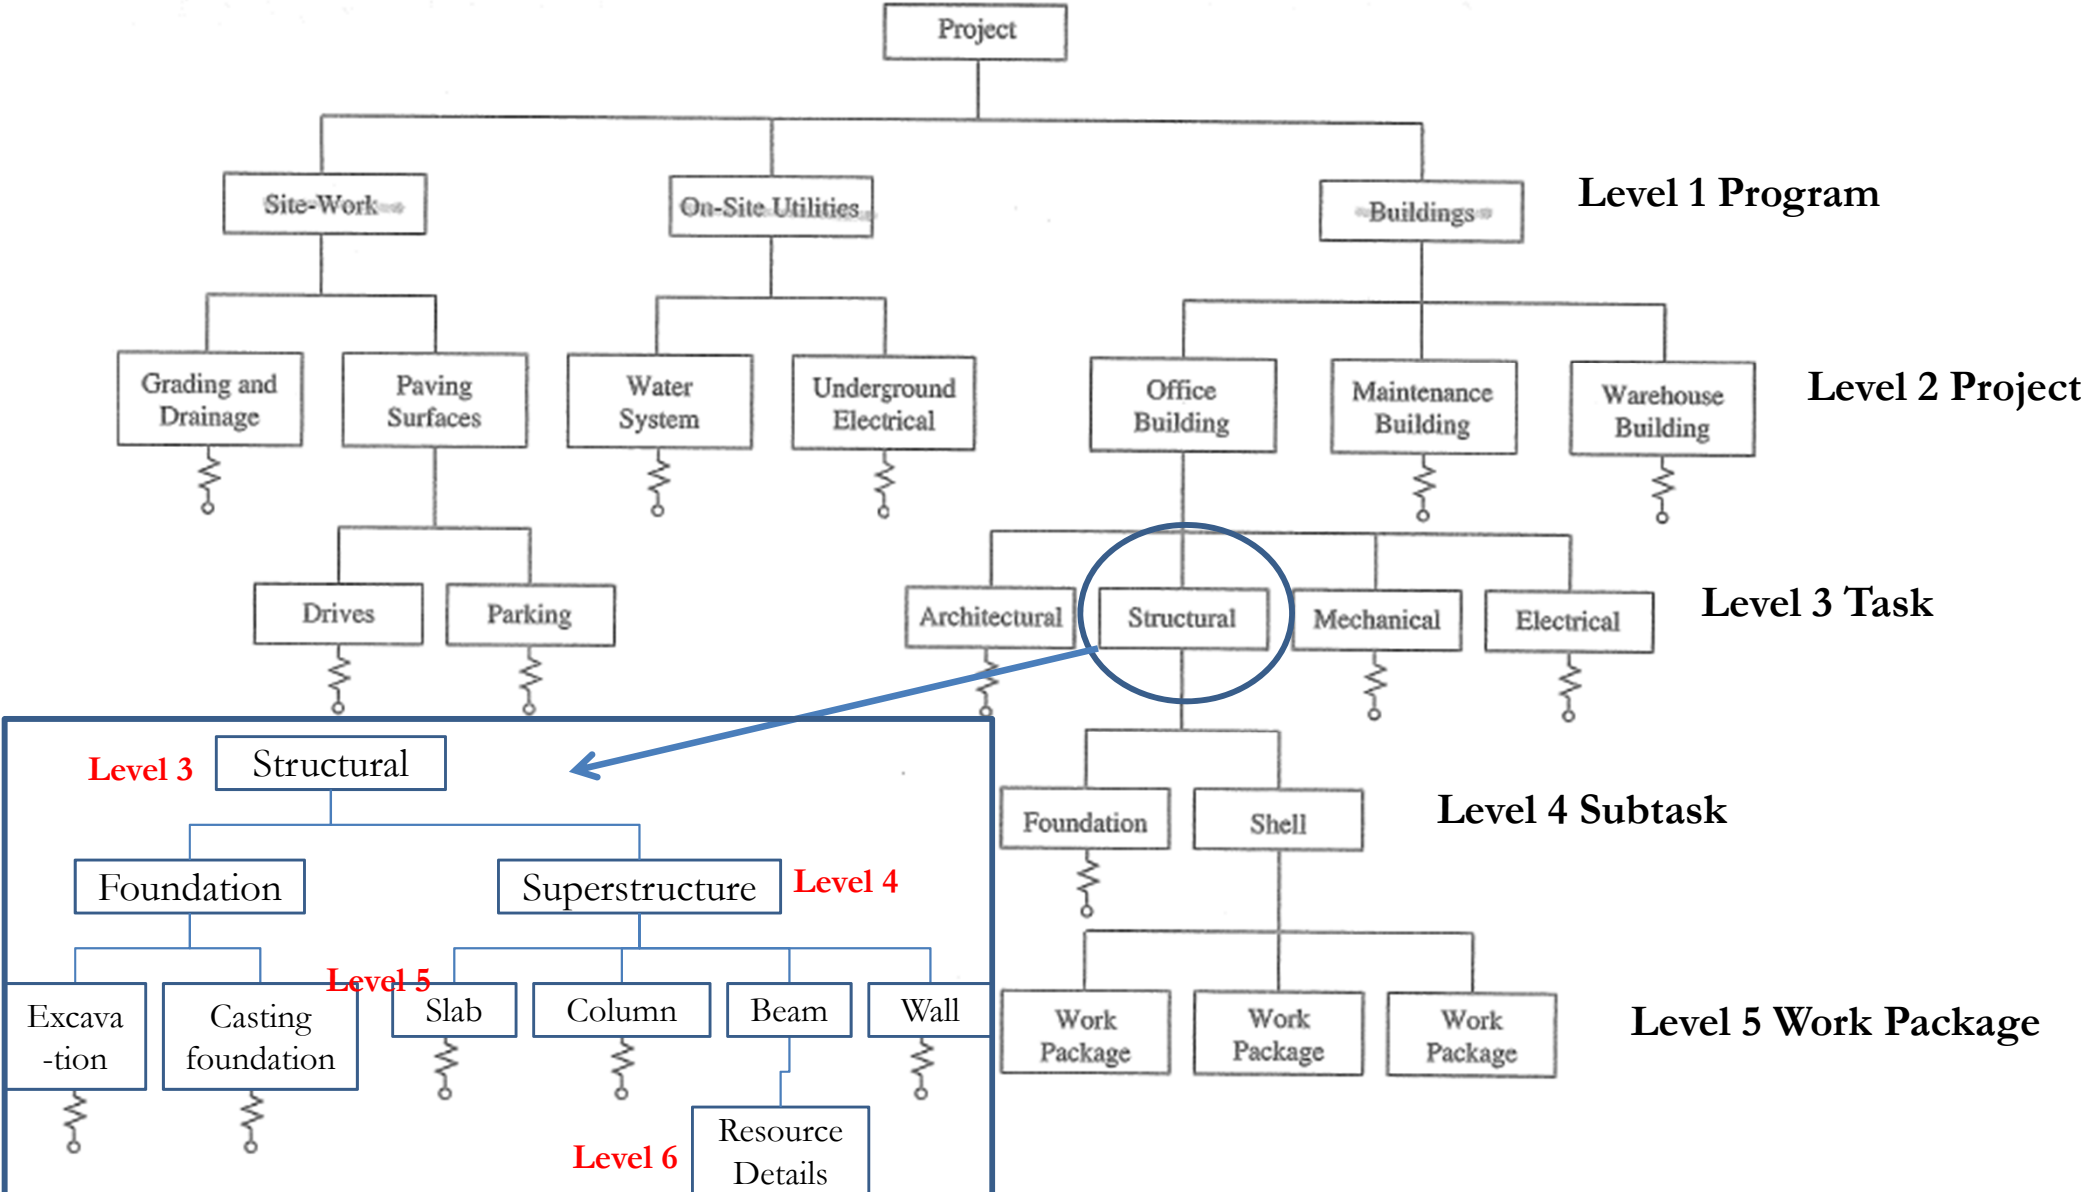 Project
Site-Work
On-Site Utilities
Buildings
Level 1 Program
Grading and
Drainage
Paving
Surfaces
Water
System
Underground
Electrical
Office
Building
Maintenance
Building
Warehouse
Building
Level 2 Project
Drives
Parking
Architectural
Structural
Mechanical
Electrical
Level 3 Task
Foundation
Shell
Level 4 Subtask
Work
Package
Work
Package
Work
Package
Level 5 Work Package
Level 3
Structural
Foundation
Superstructure
Level 4
Level 5
Excava
-tion
Casting
foundation
Slab
Column
Beam
Wall
Level 6
Resource
Details